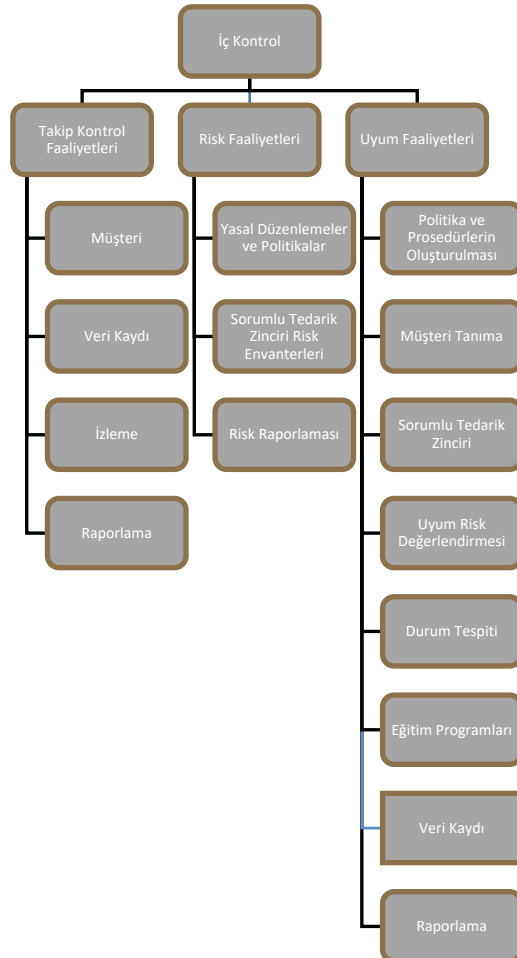 İç Kontrol
Takip Kontrol
Faaliyetleri
Risk Faaliyetleri
Uyum Faaliyetleri
Müşteri
Veri Kaydı
İzleme
Raporlama
Yasal Düzenlemeler
ve Politikalar
Sorumlu Tedarik
Zinciri Risk
Envanterleri
Risk Raporlaması
Politika ve
Prosedürlerin
Oluşturulması
Müşteri Tanıma
Sorumlu Tedarik
Zinciri
Uyum Risk
Değerlendirmesi
Durum Tespiti
Eğitim Programları
Veri Kaydı
Raporlama